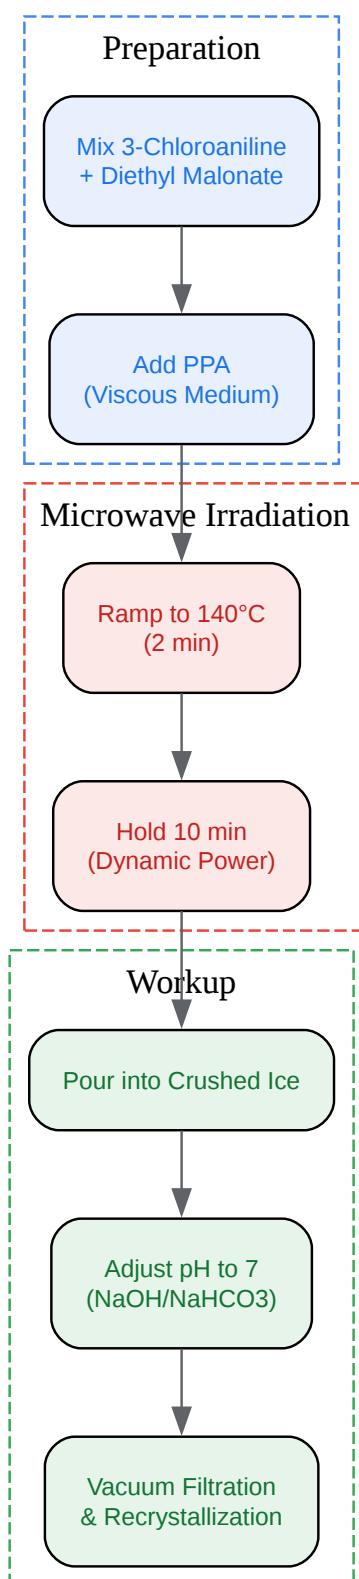 Preparation
Mix 3-Chloroaniline
+ Diethyl Malonate
Add PPA
(Viscous Medium)
Microwave Irradiation
Ramp to 140°C
(2 min)
Hold 10 min
(Dynamic Power)
Workup
Pour into Crushed Ice
Adjust pH to 7
(NaOH/NaHCO3)
Vacuum Filtration
& Recrystallization